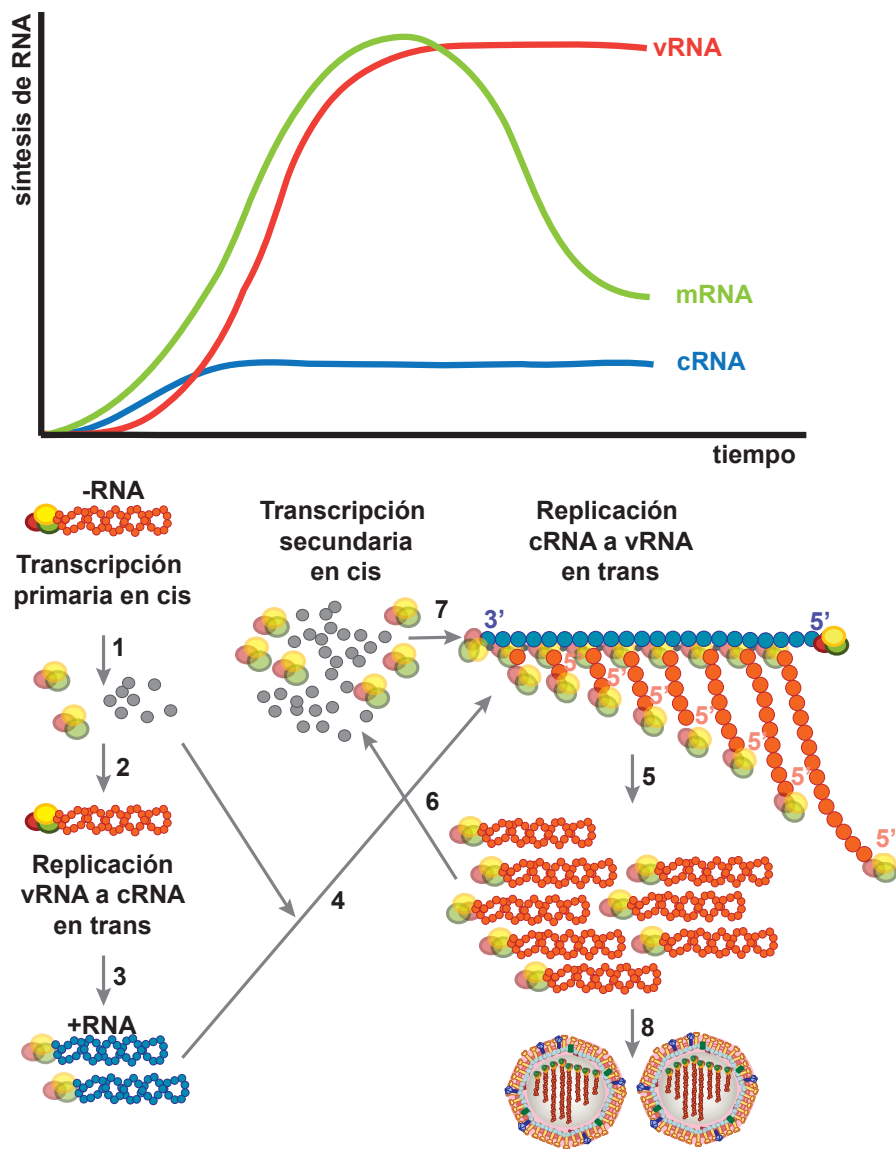 síntesis de RNA
vRNA
mRNA
cRNA
tiempo
-RNA
Transcripción
primaria en cis
1
2
Replicación
vRNA a cRNA
en trans
3
+RNA
Transcripción
secundaria
en cis
7
6
4
Replicación
cRNA a vRNA
en trans
3’
5’
5’
5’
5’
5’
5’
5’
5’
5
8